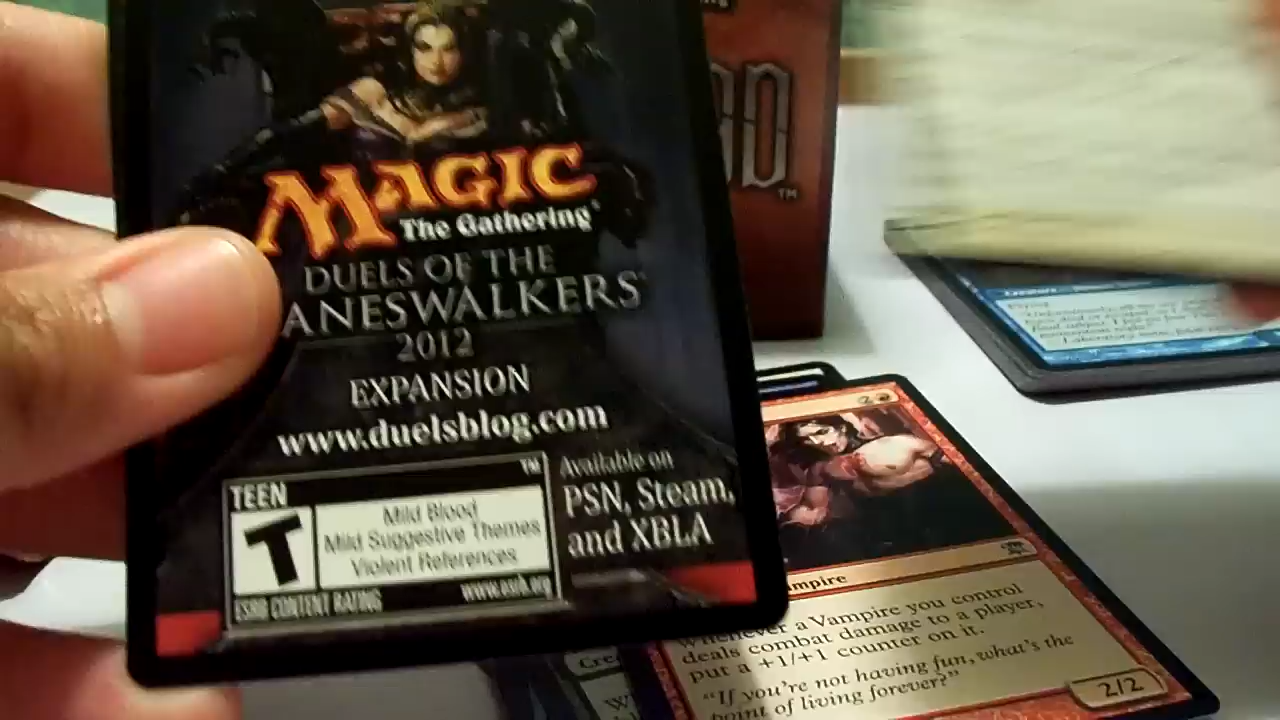 MAGIC
The Gathering®
DUELS OF THE
ANESWALKERS
2012
EXPANSION
www.duelsblog.com
TEEN
T
Mild Blood
Mild Suggestive Themes
Violent References
ESRB CONTENT RATING
www.esrb.org
TM
Available on
PSN, Steam,
and XBLA
mpire
Whenever a Vampire you control
deals combat damage to a player,
put a +1/+1 counter on it.
"If you're not having fun, what's the
point of living forever?"
2/2
Crea